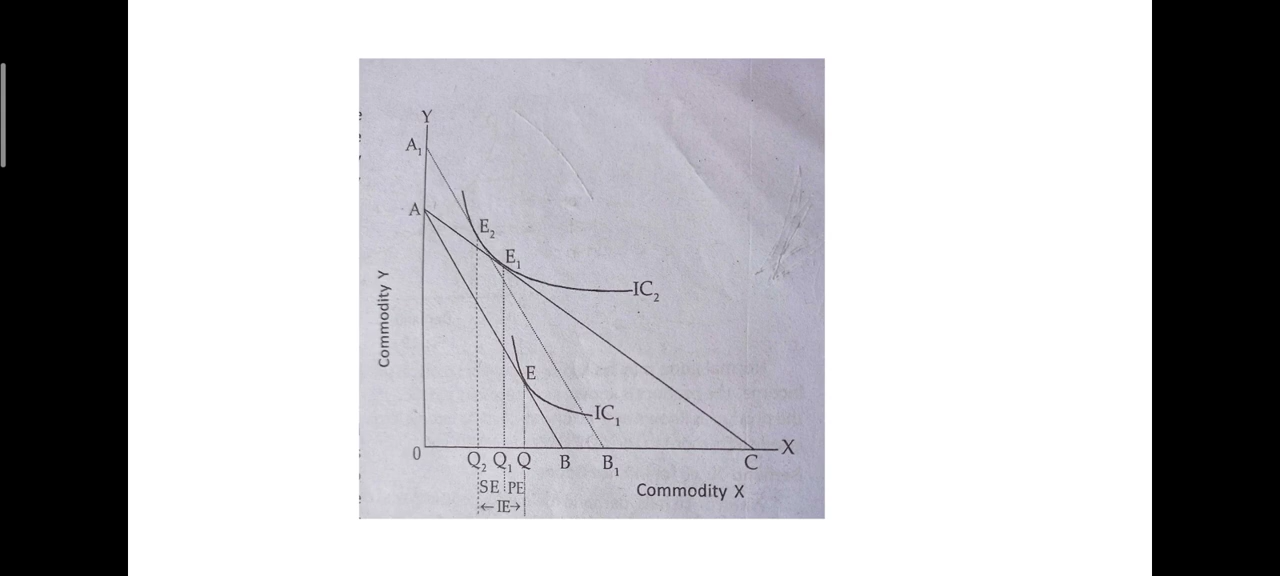 Y
A₁
A
E₂
E₁
IC₂
Commodity Y
E
IC₁
0
Q₂ Q₁ Q B B₁ C X
SE PE
Commodity X
←IE→